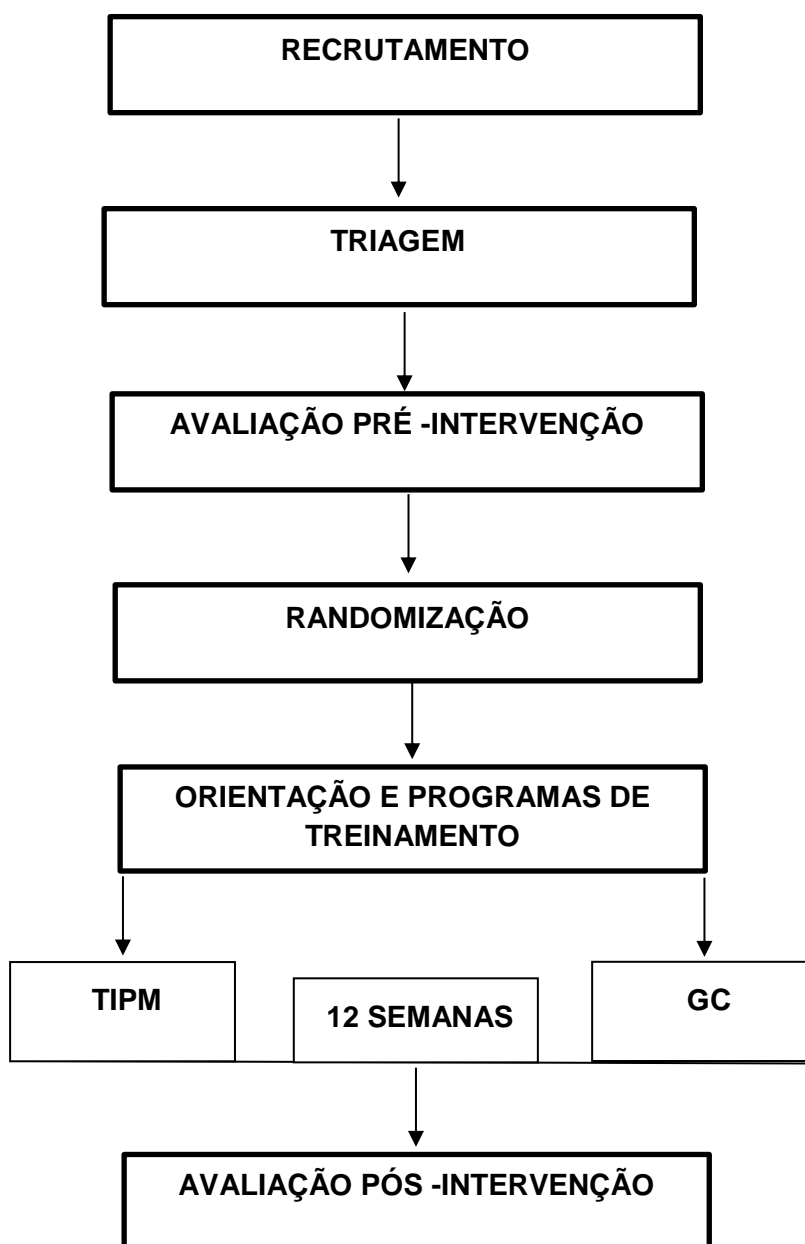 RECRUTAMENTO
TRIAGEM
AVALIAÇÃO PRÉ -INTERVENÇÃO
RANDOMIZAÇÃO
ORIENTAÇÃO E PROGRAMAS DE
TREINAMENTO
TIPM
12 SEMANAS
GC
AVALIAÇÃO PÓS -INTERVENÇÃO